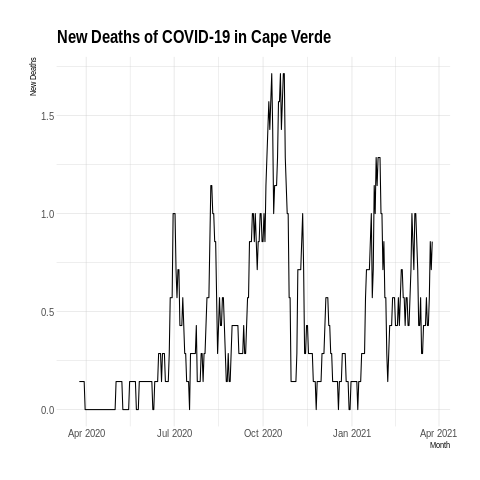 New Deaths of COVID-19 in Cape Verde
New Deaths
1.5
1.0
0.5
0.0
Apr 2020
Jul 2020
Oct 2020
Jan 2021
Apr 2021
Month